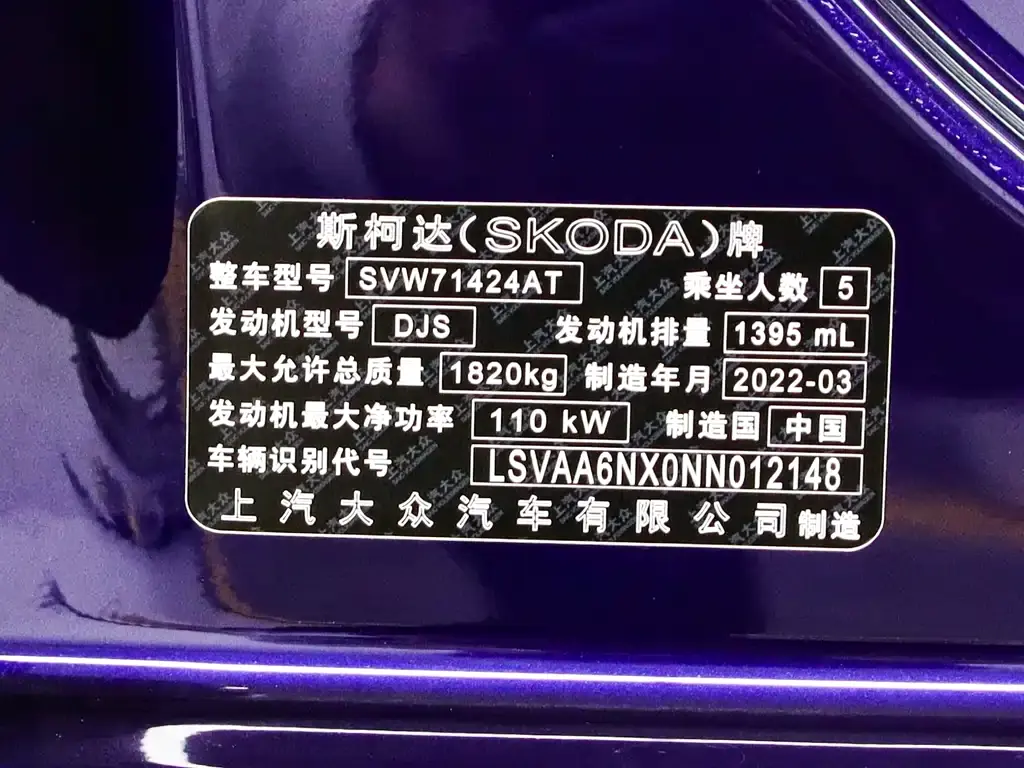 斯柯达(SKODA)牌
整车型号 SVW71424AT 乘坐人数 5
发动机型号 DJS 发动机排量 1395 mL
最大允许总质量 1820kg 制造年月 2022-03
发动机最大净功率 110 kW 制造国 中国
车辆识别代号 LSVAA6NX0NN012148
上汽大众汽车有限公司制造